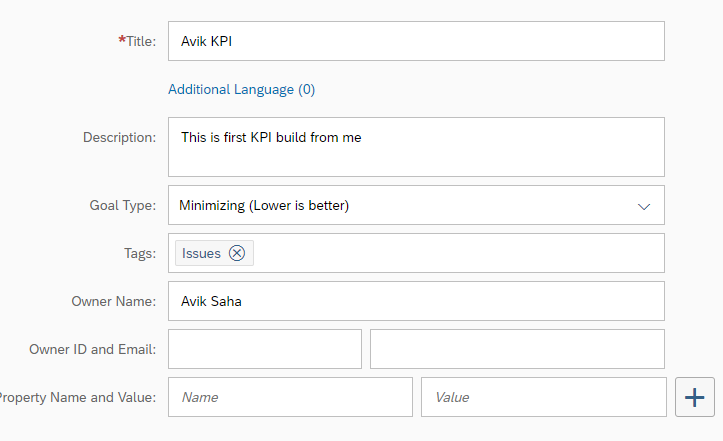 *Title: Avik KPI
Additional Language (0)
Description: This is first KPI build from me
Goal Type: Minimizing (Lower is better)
Tags: Issues
Owner Name: Avik Saha
Owner ID and Email:
roperty Name and Value: Name Value